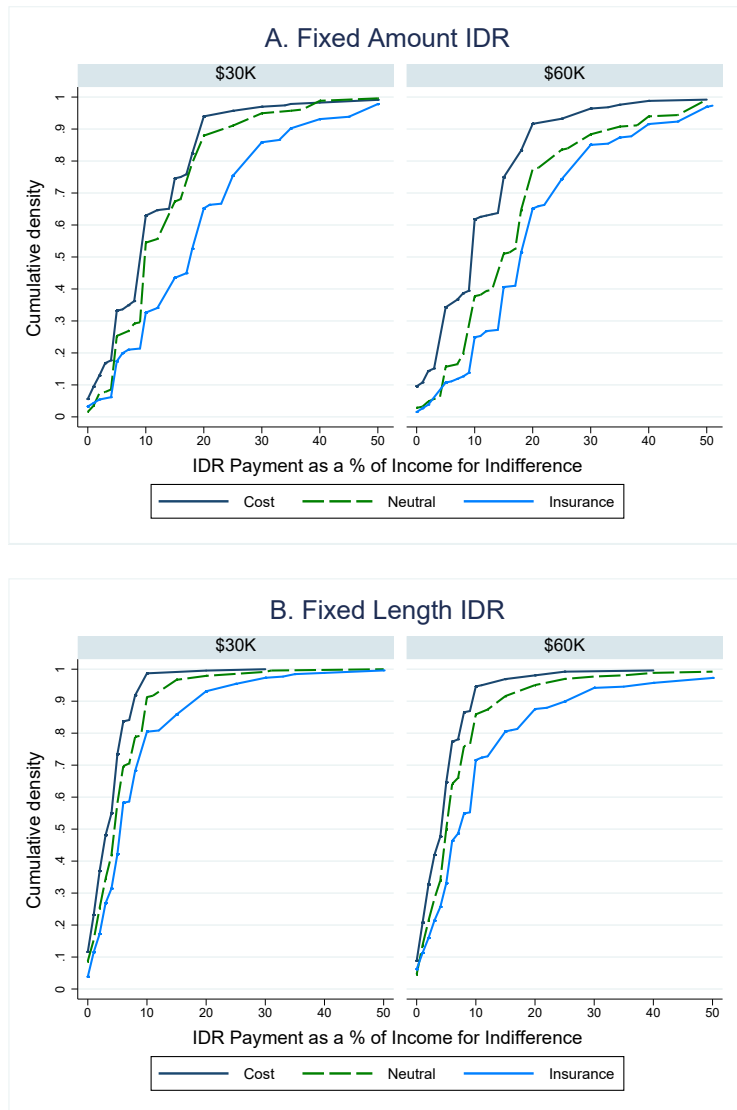 A. Fixed Amount IDR
$30K $60K
1
.9
.8
.7
.6
.5
.4
.3
.2
.1
0
Cumulative density
0 10 20 30 40 50 0 10 20 30 40 50
IDR Payment as a % of Income for Indifference
Cost Neutral Insurance
B. Fixed Length IDR
$30K $60K
1
.9
.8
.7
.6
.5
.4
.3
.2
.1
0
Cumulative density
0 10 20 30 40 50 0 10 20 30 40 50
IDR Payment as a % of Income for Indifference
Cost Neutral Insurance